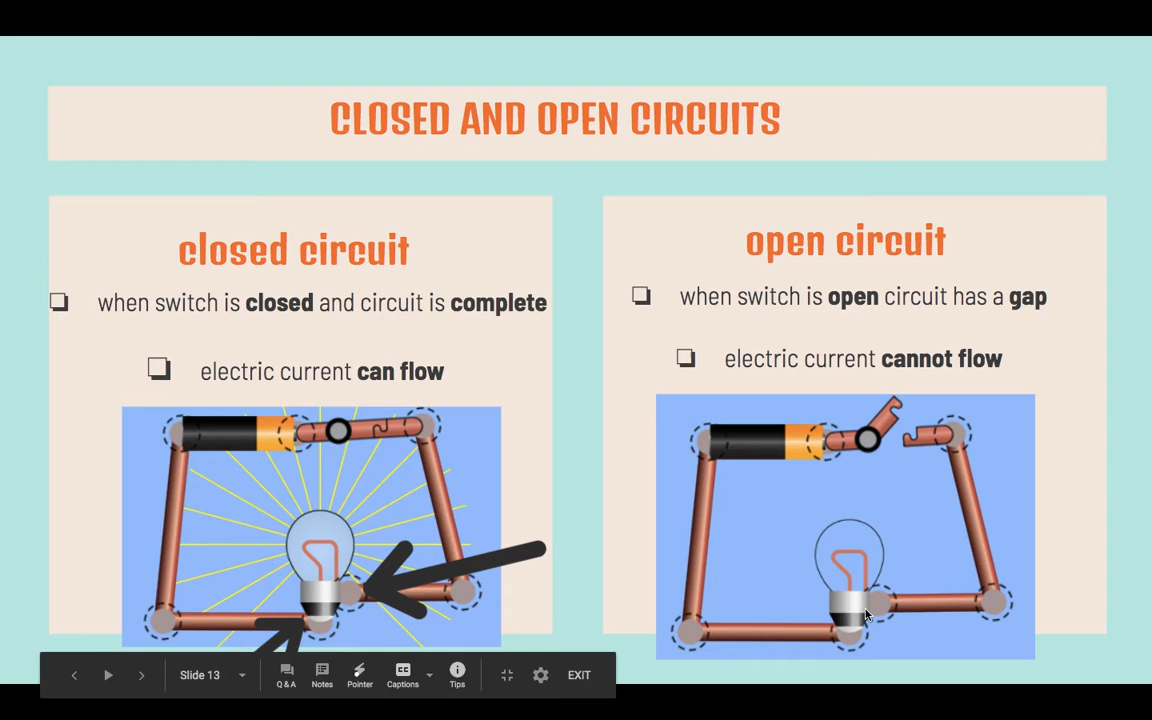 CLOSED AND OPEN CIRCUITS
closed circuit
when switch is closed and circuit is complete
electric current can flow
open circuit
when switch is open circuit has a gap
electric current cannot flow
Slide 13
Q & A
Notes
Pointer
CC
Captions
Tips
EXIT